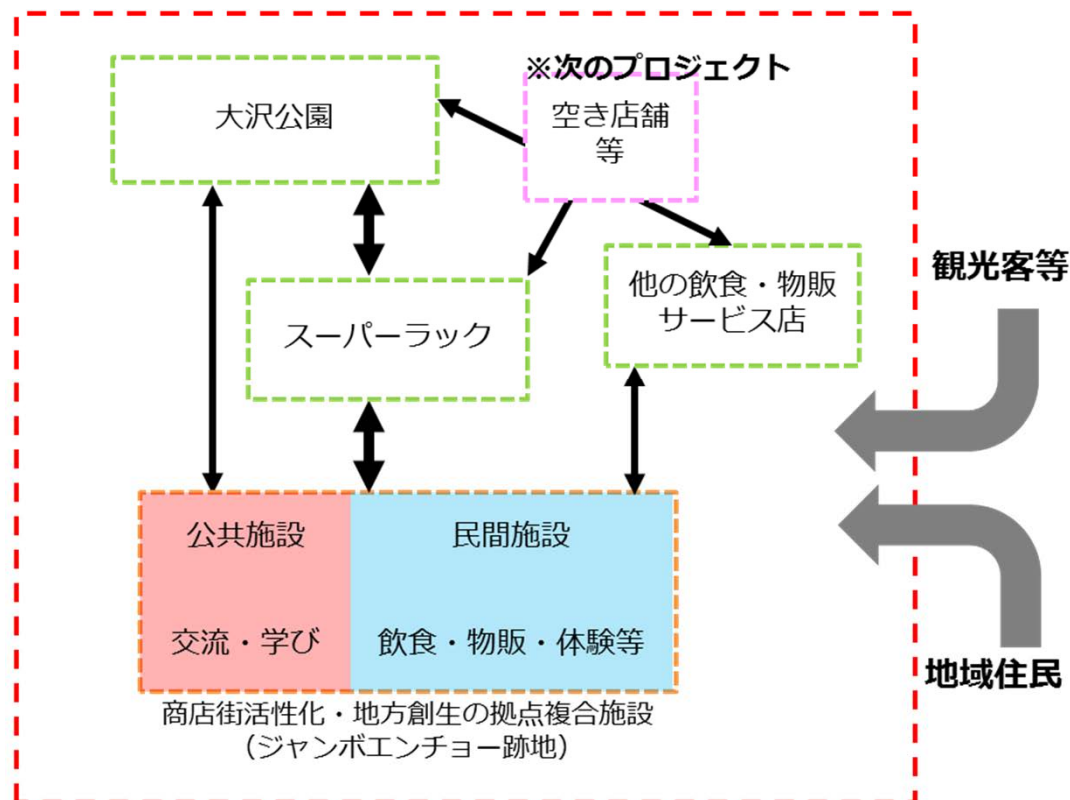 ※次のプロジェクト
大沢公園
空き店舗
等
観光客等
他の飲食・物販
サービス店
スーパーラック
公共施設
民間施設
交流・学び
飲食・物販・体験等
地域住民
商店街活性化・地方創生の拠点複合施設
（ジャンボエンチョー跡地）